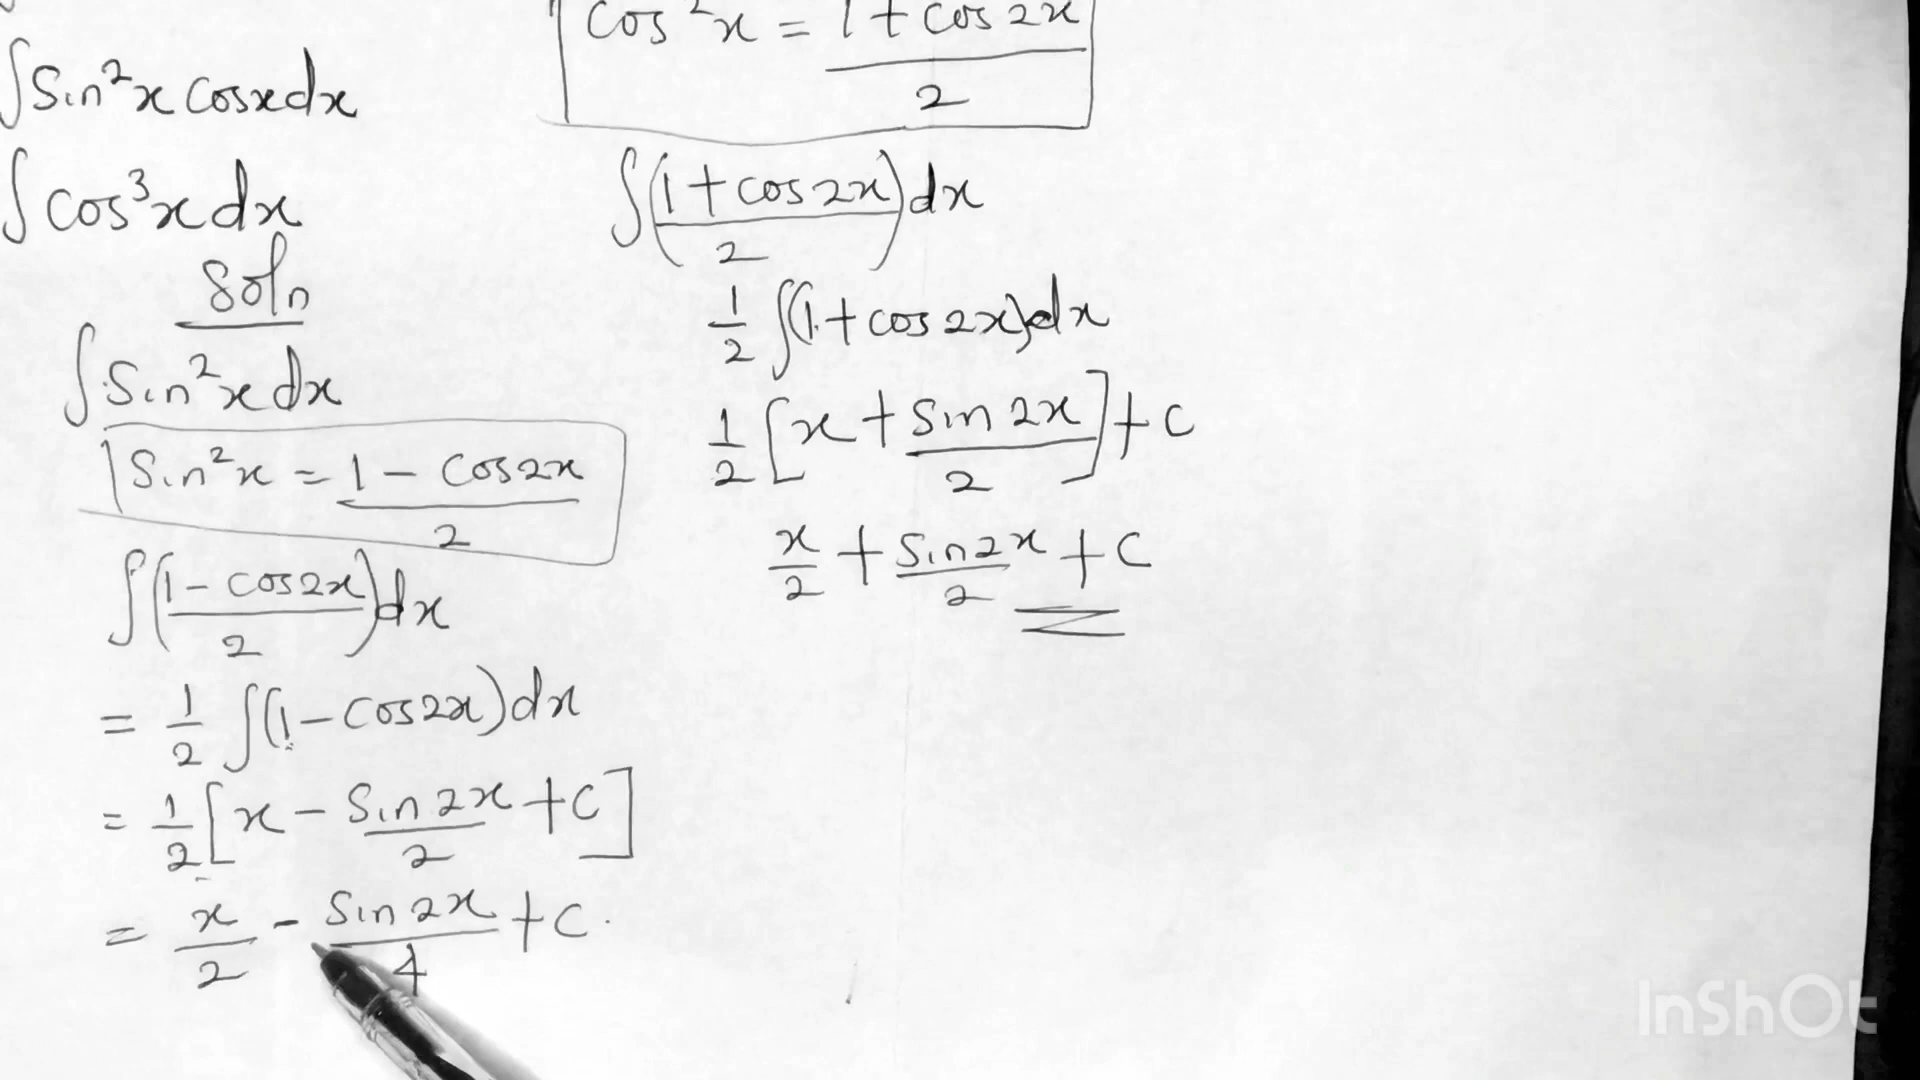 ∫Sin²x cosxdx
∫cos³x dx
soln
∫Sin²x dx
Sin²x = (1 - cos2x)/2
∫((1 - cos2x)/2)dx
= 1/2 ∫(1 - cos2x)dx
= 1/2 [x - Sin2x/2 + C]
= x/2 - Sin2x/4 + C.
cos²x = (1 + cos2x)/2
∫((1 + cos2x)/2)dx
1/2 ∫(1 + cos2x)dx
1/2 [x + Sin2x/2] + C
x/2 + Sin2x/2 + C
InShOt